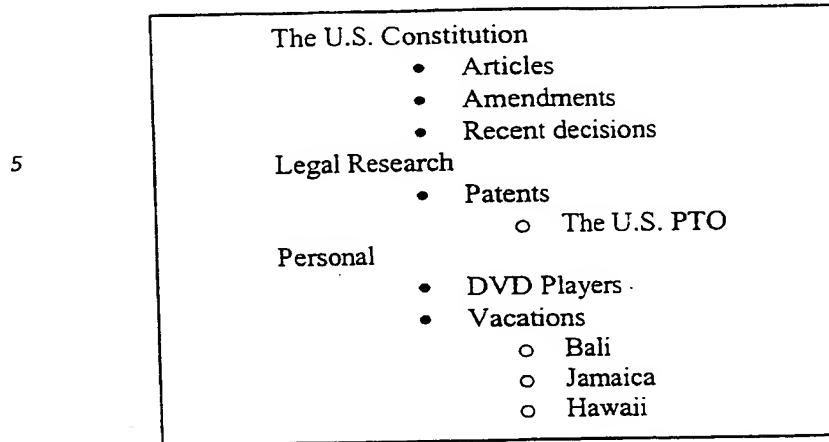 The U.S. Constitution
• Articles
• Amendments
• Recent decisions
5 Legal Research
• Patents
o The U.S. PTO
Personal
• DVD Players
• Vacations
o Bali
o Jamaica
o Hawaii